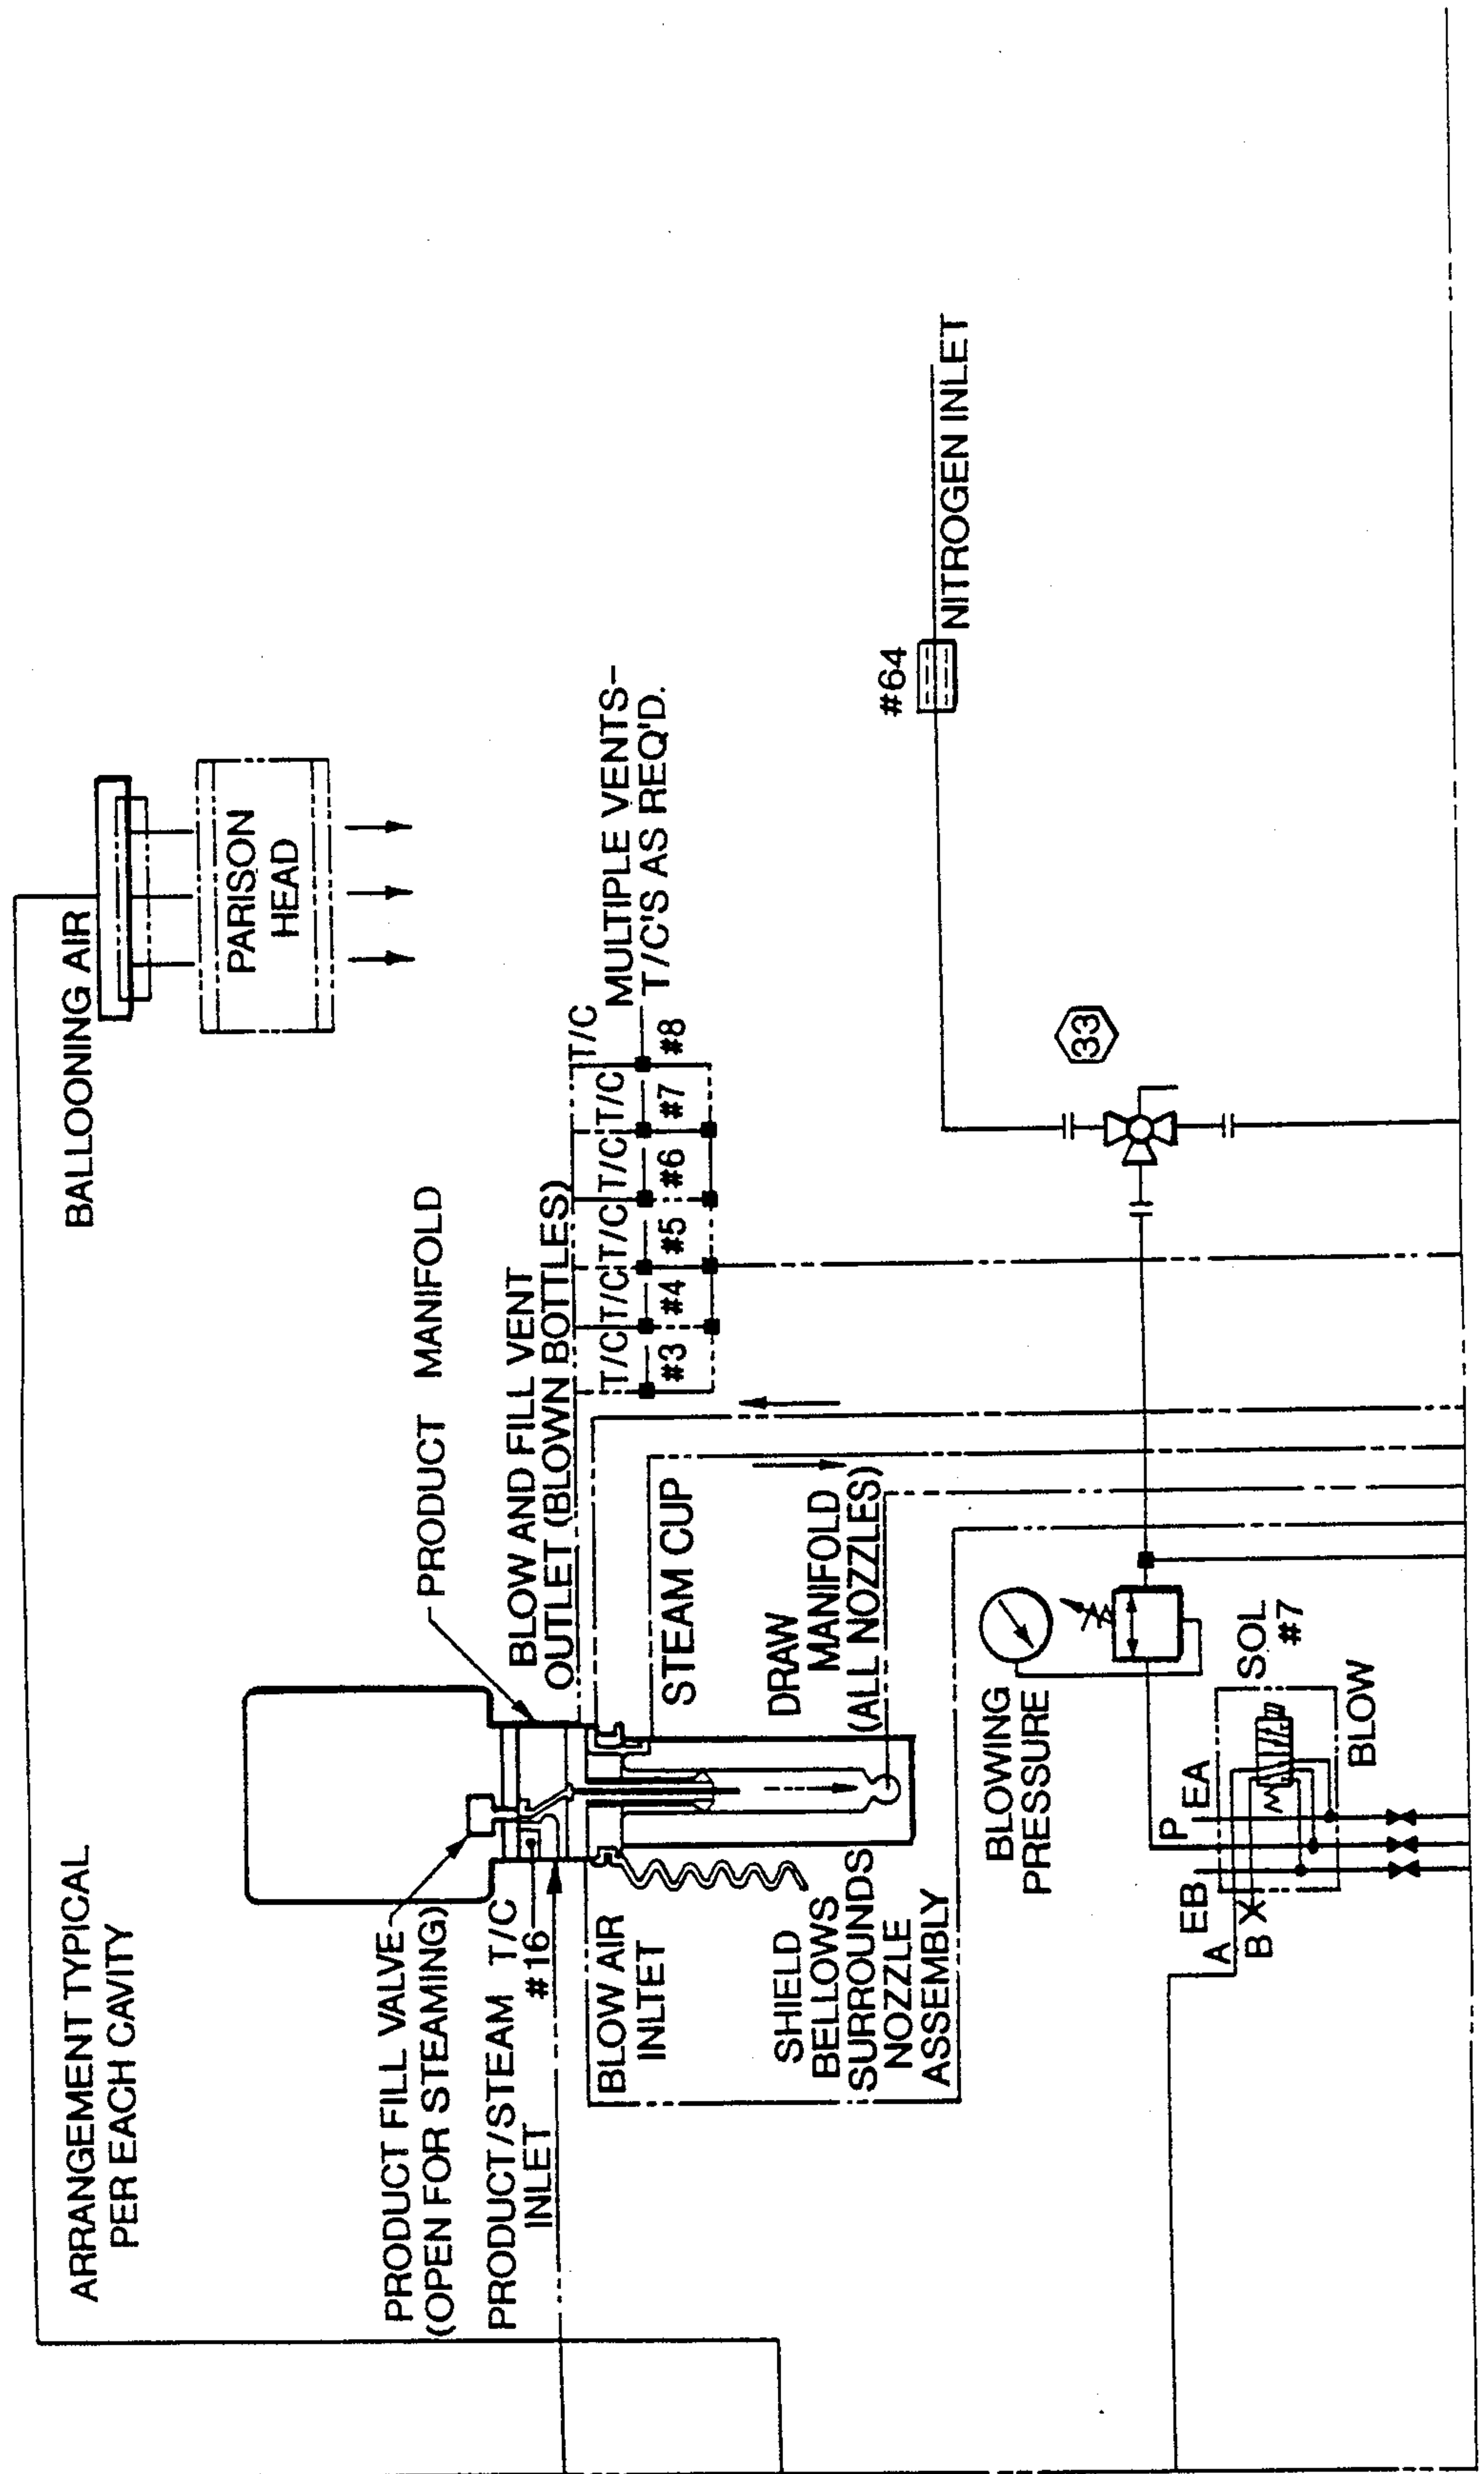 ARRANGEMENT TYPICAL
PER EACH CAVITY
BALLOONING AIR
PARISON
HEAD
PRODUCT FILL VALVE
(OPEN FOR STEAMING)
PRODUCT MANIFOLD
PRODUCT/STEAM T/C
INLET #16
BLOW AND FILL VENT
OUTLET (BLOWN BOTTLES)
T/C T/C T/C T/C T/C T/C
#3 #4 #5 #6 #7 #8
MULTIPLE VENTS-
T/C'S AS REQ'D.
BLOW AIR
INLTET
STEAM CUP
SHIELD
BELLOWS
SURROUNDS
NOZZLE
ASSEMBLY
DRAW
MANIFOLD
(ALL NOZZLES)
#64
NITROGEN INLET
33
BLOWING
PRESSURE
EB P EA
A
B
SOL
#7
BLOW